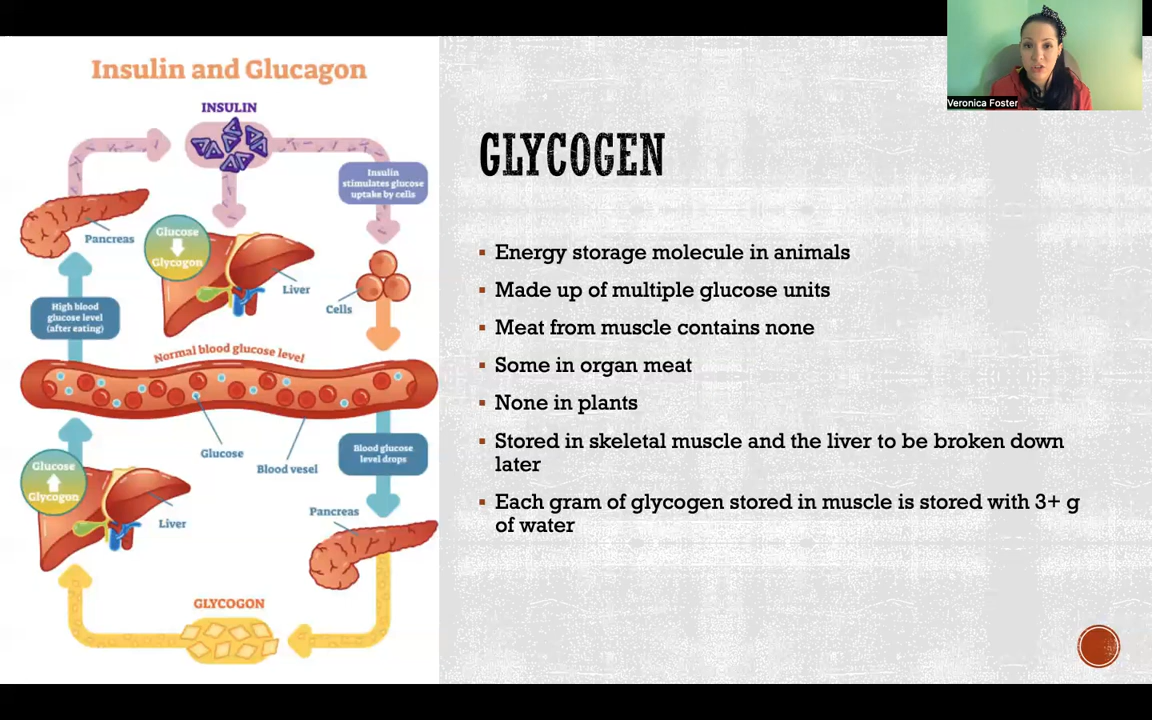 Veronica Foster
Insulin and Glucagon
INSULIN
Insulin
stimulates glucose
uptake by cells
Pancreas
Glucose
Glycogon
Liver
Cells
High blood
glucose level
(after eating)
Normal blood glucose level
Glucose
Blood vessel
Blood glucose
level drops
Glucose
Glycogon
Liver
Pancreas
GLYCOGON
GLYCOGEN
▪ Energy storage molecule in animals
▪ Made up of multiple glucose units
▪ Meat from muscle contains none
▪ Some in organ meat
▪ None in plants
▪ Stored in skeletal muscle and the liver to be broken down
later
▪ Each gram of glycogen stored in muscle is stored with 3+ g
of water